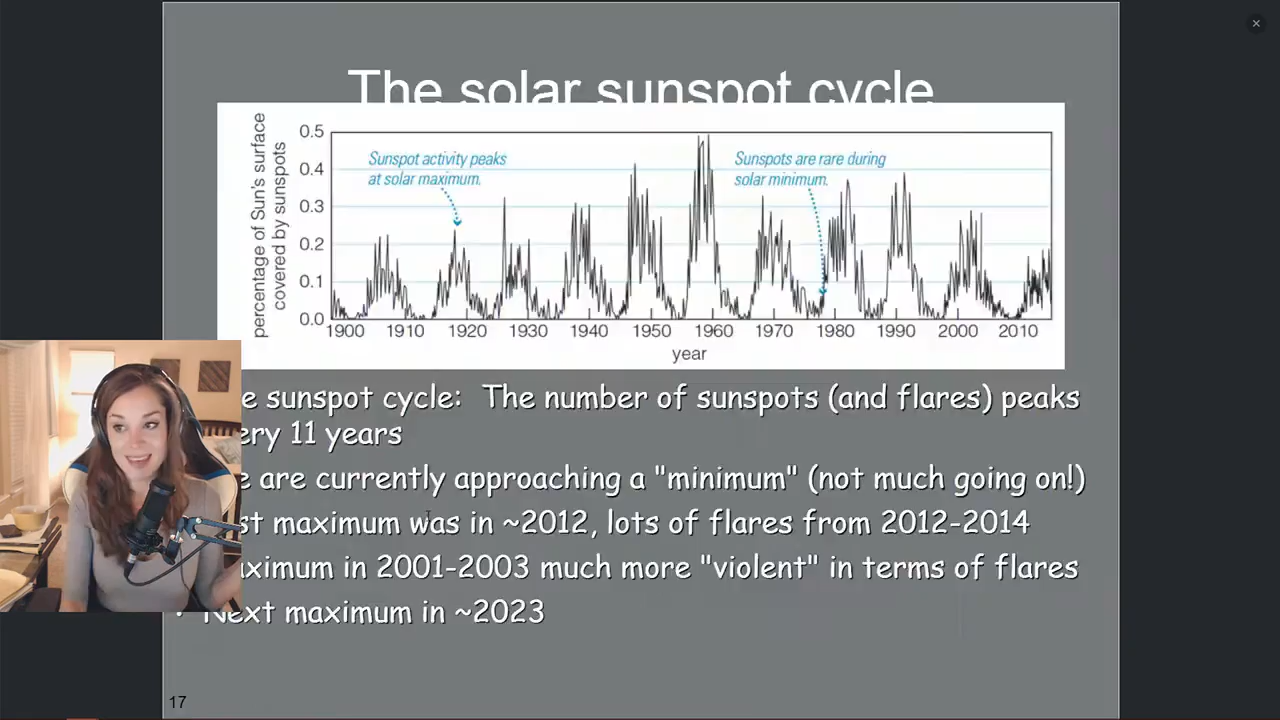 The solar sunspot cycle
percentage of Sun's surface
covered by sunspots
0.5
0.4
0.3
0.2
0.1
0.0
Sunspot activity peaks
at solar maximum.
Sunspots are rare during
solar minimum.
1900 1910 1920 1930 1940 1950 1960 1970 1980 1990 2000 2010
year
sunspot cycle: The number of sunspots (and flares) peaks
11 years
are currently approaching a "minimum" (not much going on!)
maximum was in ~2012, lots of flares from 2012-2014
in 2001-2003 much more "violent" in terms of flares
• Next maximum in ~2023
17